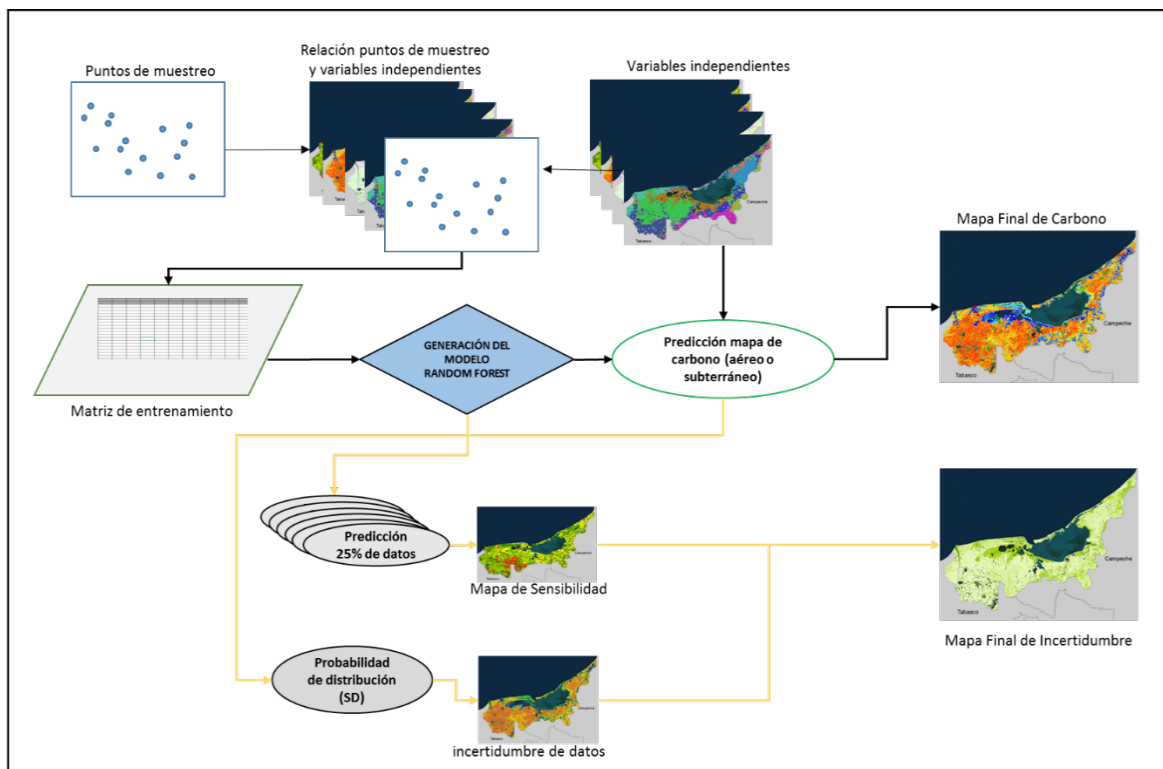 Relación puntos de muestreo
y variables independientes
Puntos de muestreo
Variables independientes
Campeche
Tabasco
Mapa Final de Carbono
Campeche
Tabasco
GENERACIÓN DEL
MODELO
RANDOM FOREST
Predicción mapa de
carbono (aéreo o
subterráneo)
Matriz de entrenamiento
Predicción
25% de datos
Campeche
Tabasco
Mapa de Sensibilidad
Campeche
Tabasco
Mapa Final de Incertidumbre
Probabilidad
de distribución
(SD)
Campeche
Tabasco
incertidumbre de datos